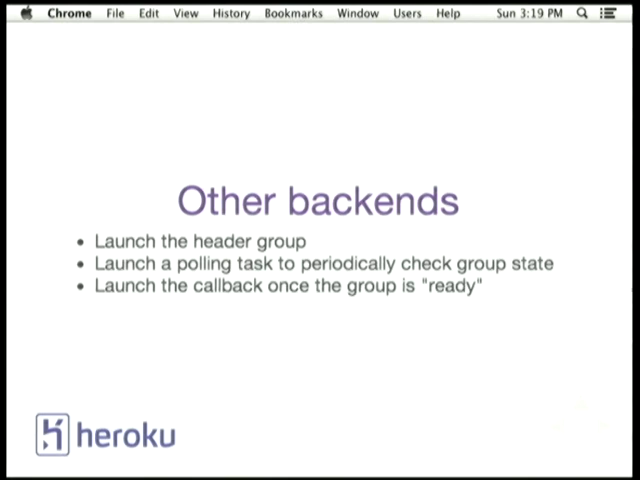 Chrome File Edit View History Bookmarks Window Users Help Sun 3:19 PM
Other backends
• Launch the header group
• Launch a polling task to periodically check group state
• Launch the callback once the group is "ready"
heroku